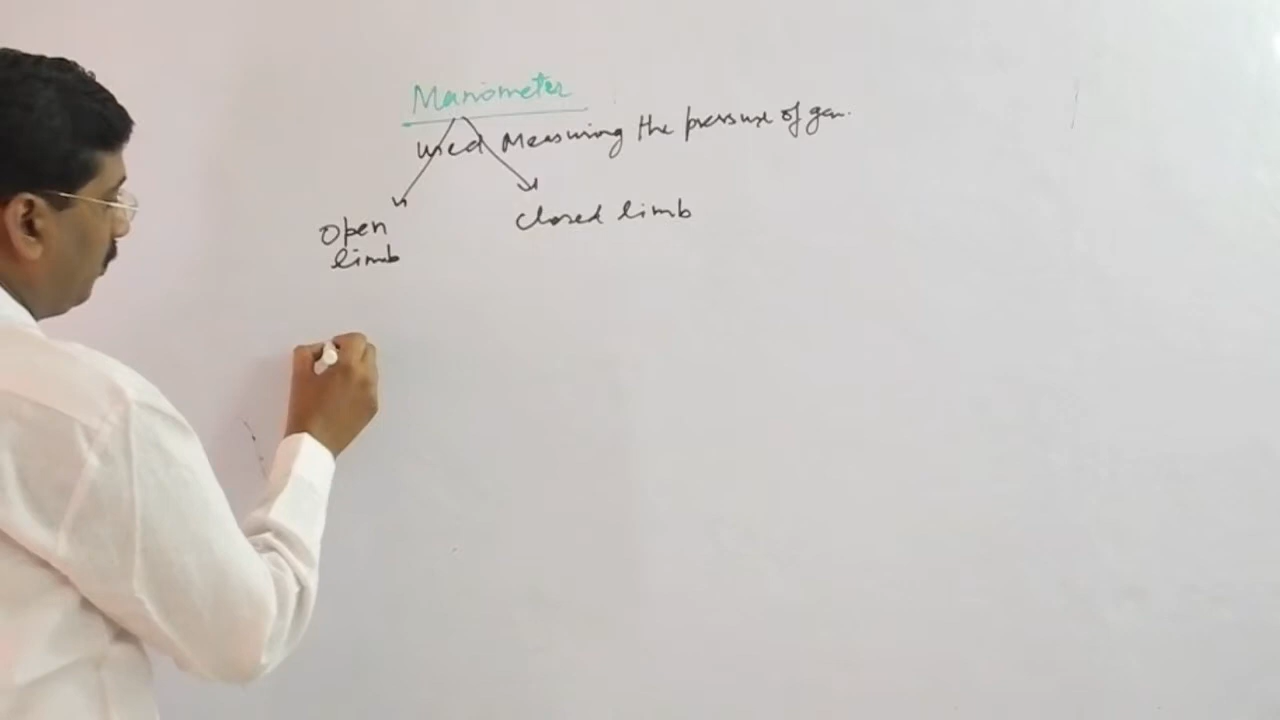 Manometer
used Measuring the pressure of gas.
Open
limb
closed limb